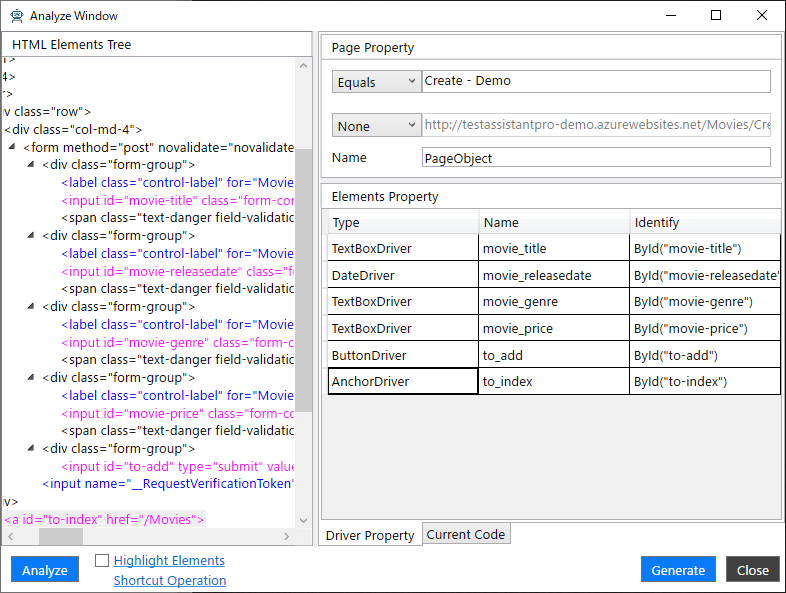 Analyze Window
HTML Elements Tree
4>
r>
v class="row">
<div class="col-md-4">
<form method="post" novalidate="novalidate
<div class="form-group">
<label class="control-label" for="Movie
<input id="movie-title" class="form-con
<span class="text-danger field-validatio
<div class="form-group">
<label class="control-label" for="Movie
<input id="movie-releasedate" class="f
<span class="text-danger field-validatio
<div class="form-group">
<label class="control-label" for="Movie
<input id="movie-genre" class="form-c
<span class="text-danger field-validatio
<div class="form-group">
<label class="control-label" for="Movie
<input id="movie-price" class="form-co
<span class="text-danger field-validatio
<div class="form-group">
<input id="to-add" type="submit" value
<input name="__RequestVerificationToken"
v>
<a id="to-index" href="/Movies">
Analyze
Highlight Elements
Shortcut Operation
Page Property
Equals Create - Demo
None http://testassistantpro-demo.azurewebsites.net/Movies/Cre
Name PageObject
Elements Property
Type Name Identify
TextBoxDriver movie_title ById("movie-title")
DateDriver movie_releasedate ById("movie-releasedate"
TextBoxDriver movie_genre ById("movie-genre")
TextBoxDriver movie_price ById("movie-price")
ButtonDriver to_add ById("to-add")
AnchorDriver to_index ById("to-index")
Driver Property Current Code
Generate Close